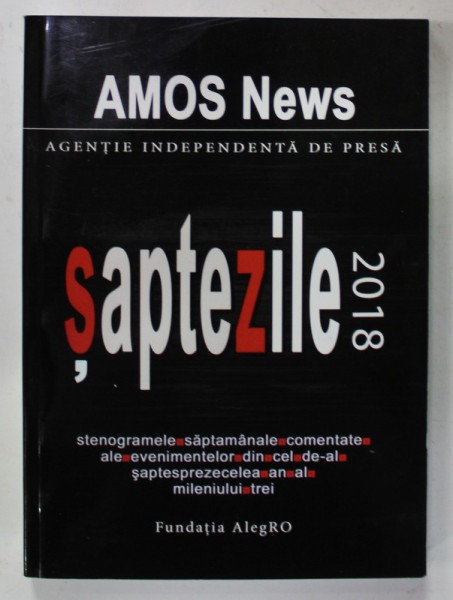 AMOS News
AGENȚIE INDEPENDENTĂ DE PRESĂ
șaptezile
2018
stenogramele▪săptamânale▪comentate▪
ale▪evenimentelor▪din▪cel▪de-al▪
şaptesprezecelea▪an▪al▪
mileniului▪trei
Fundația AlegRO